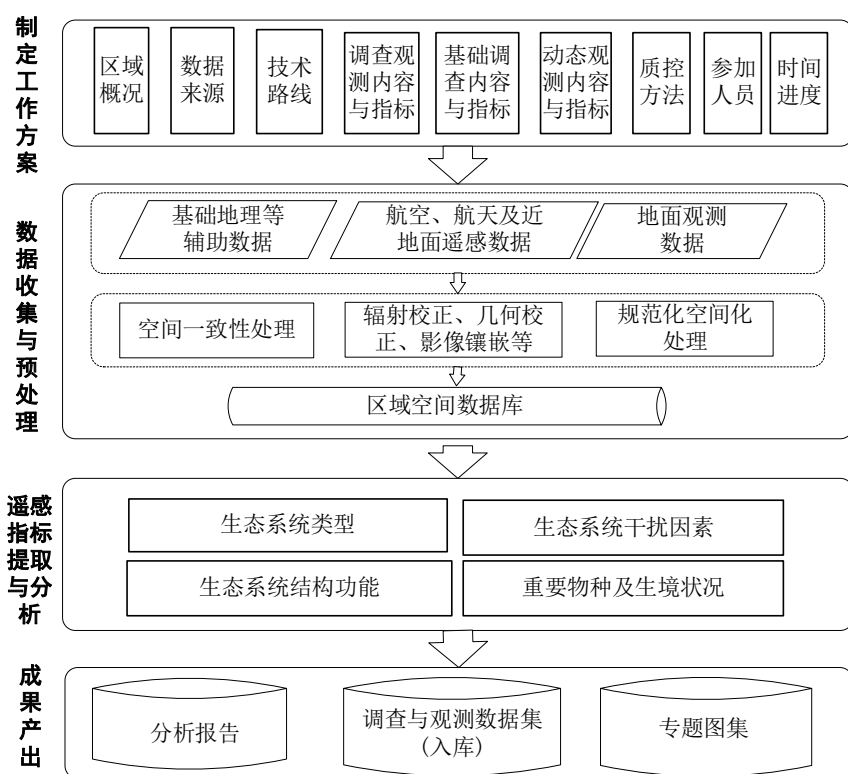 制
定
工
作
方
案
区域
概况
数据
来源
技术
路线
调查观
测内容
与指标
基础调
查内容
与指标
动态观
测内容
与指标
质控
方法
参加
人员
时间
进度
数
据
收
集
与
预
处
理
基础地理等
辅助数据
航空、航天及近
地面遥感数据
地面观测
数据
空间一致性处理
辐射校正、几何校
正、影像镶嵌等
规范化空间化
处理
区域空间数据库
遥感
指标
提取
与分
析
生态系统类型
生态系统干扰因素
生态系统结构功能
重要物种及生境状况
成
果
产
出
分析报告
调查与观测数据集
(入库)
专题图集